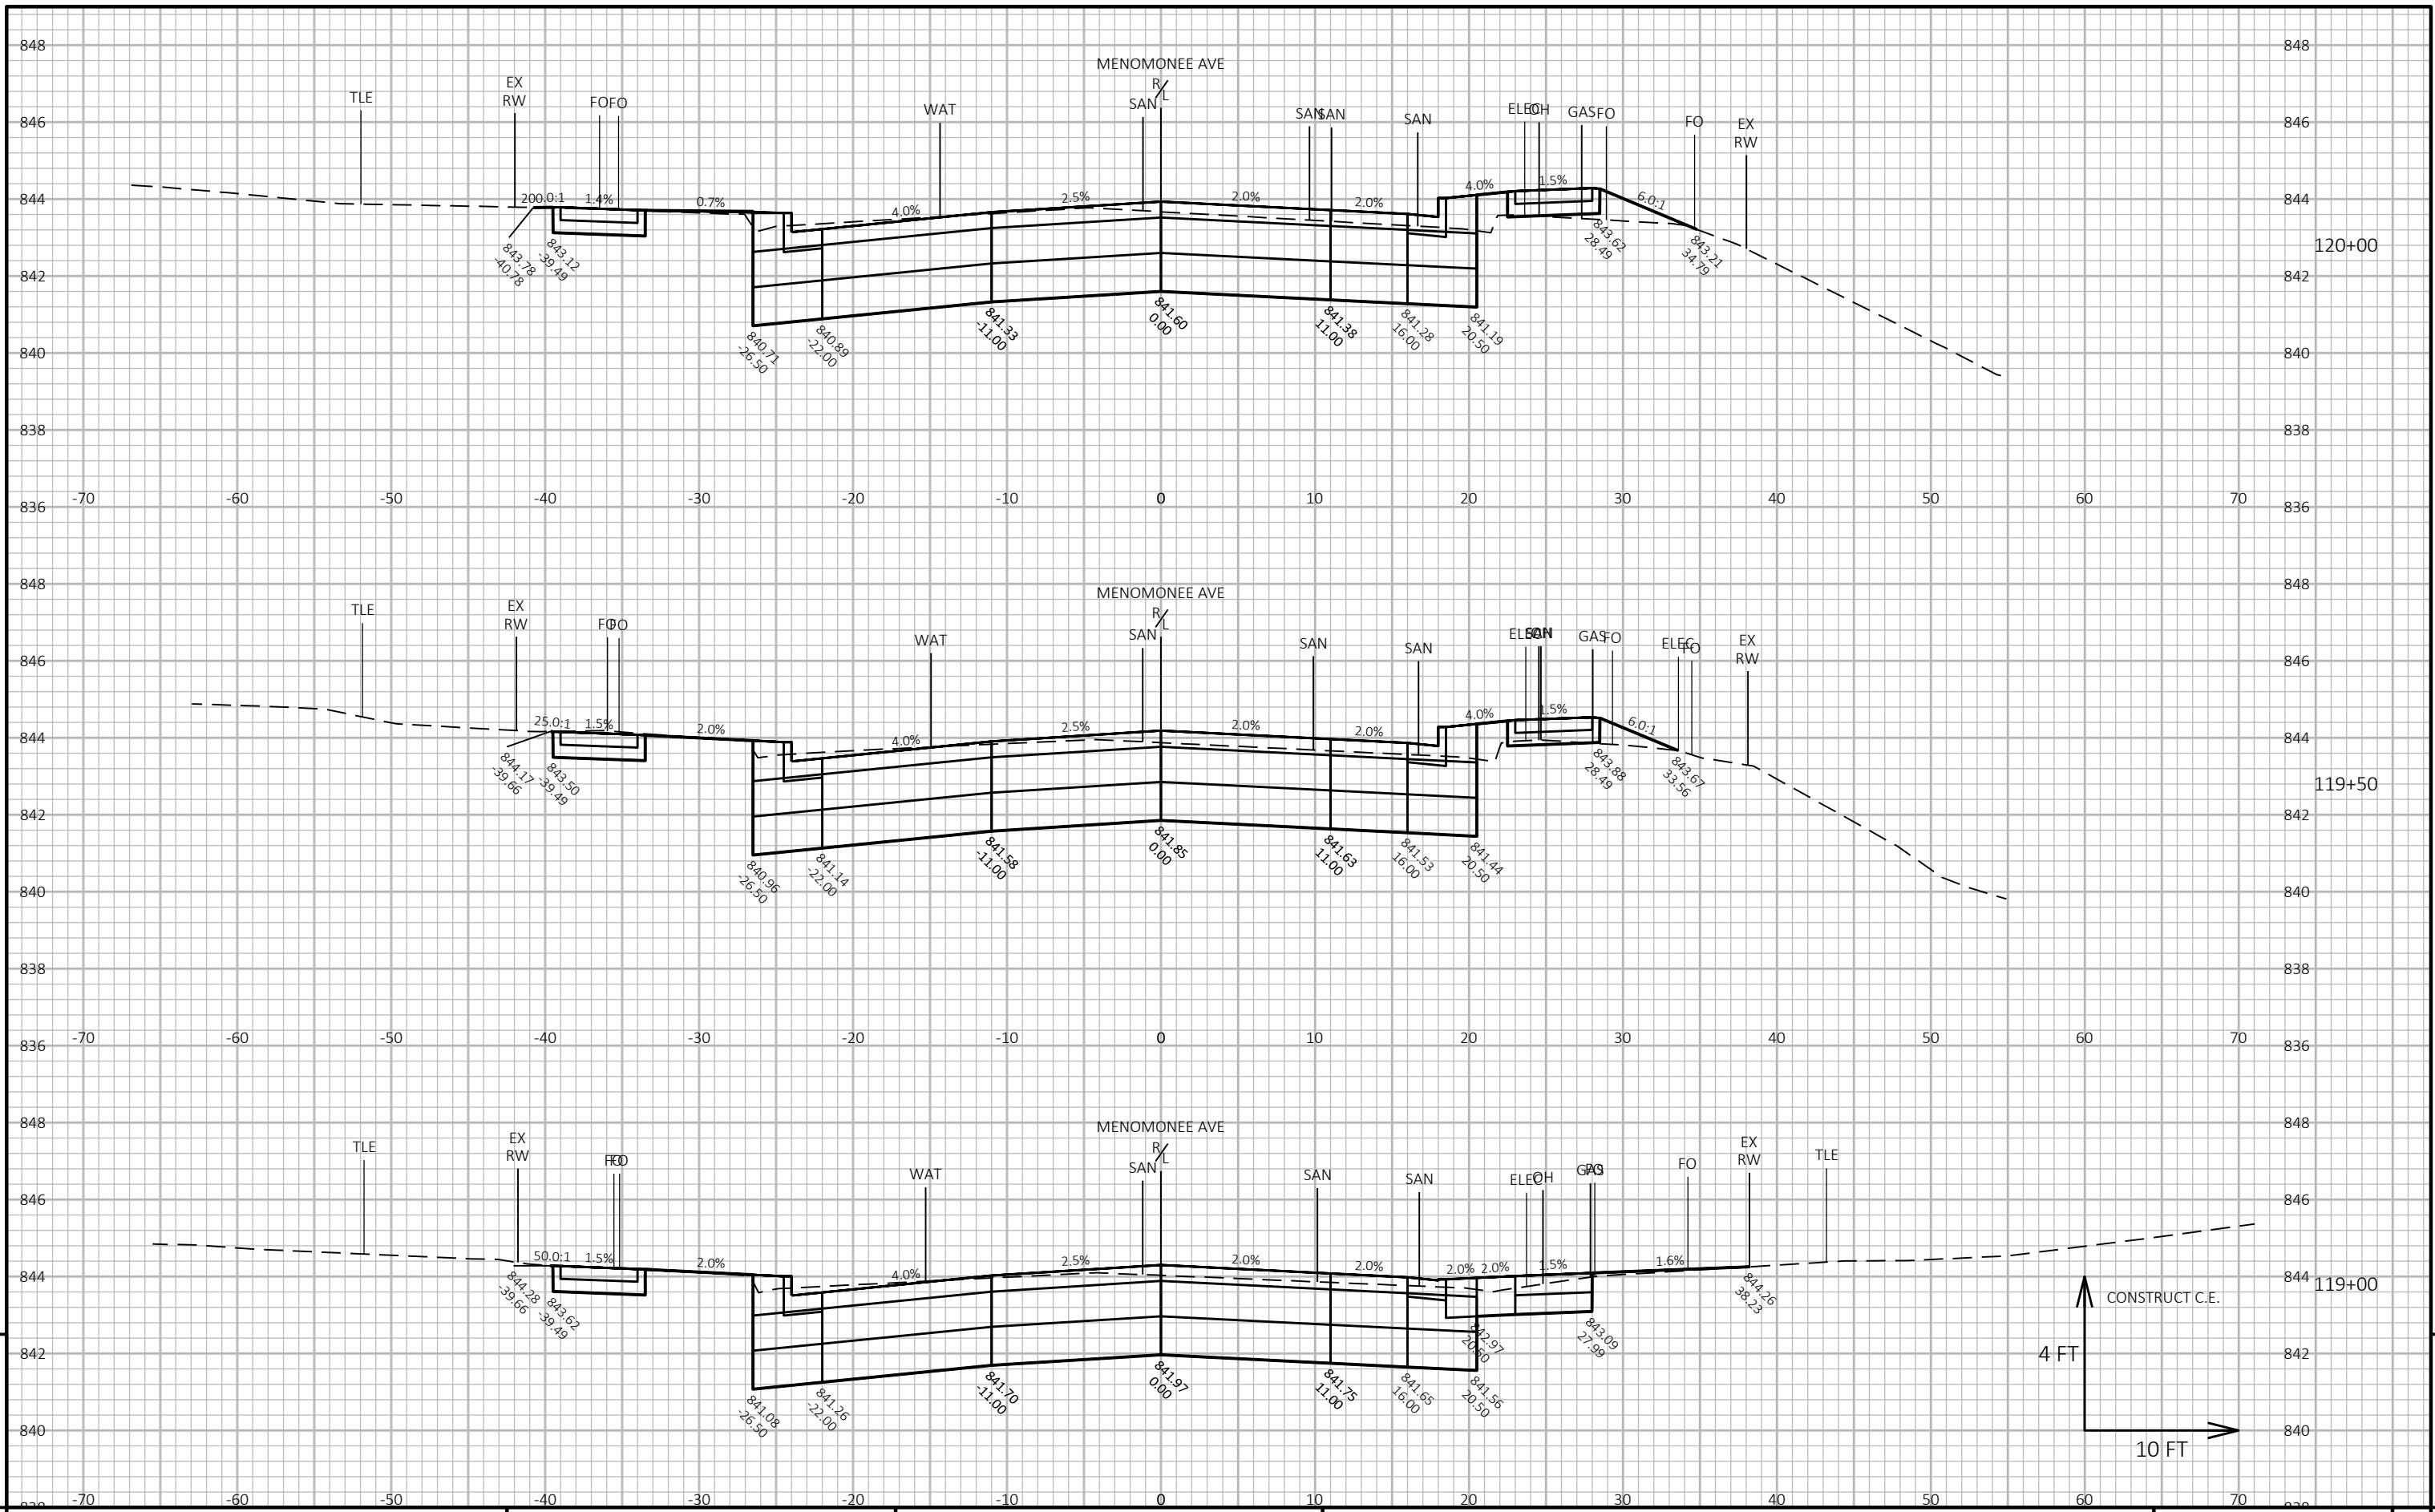 MENOMONEE AVE
R/L
848 848
TLE
EX
RW
FO FO
WAT
SAN
SAN SAN
SAN
ELEC OH
GAS FO
FO
EX
RW
846 846
844 844
200.0:1 1.4% 0.7% 4.0% 2.5% 2.0% 2.0% 4.0% 1.5% 6.0:1
843.78
-40.78
843.12
-39.49
840.71
-26.50
840.89
-22.00
841.33
-11.00
841.60
0.00
841.38
11.00
841.28
16.00
841.19
20.50
843.62
28.49
843.21
34.79
120+00
842 842
840 840
838 838
-70 -60 -50 -40 -30 -20 -10 0 10 20 30 40 50 60 70
836 836
848 848
MENOMONEE AVE
R/L
TLE
EX
RW
FO FO
WAT
SAN
SAN
SAN
ELEC SAN OH
GAS FO
ELEC FO
EX
RW
846 846
844 844
25.0:1 1.5% 2.0% 4.0% 2.5% 2.0% 2.0% 4.0% 1.5% 6.0:1
844.17
-39.66
843.50
-39.49
840.96
-26.50
841.14
-22.00
841.58
-11.00
841.85
0.00
841.63
11.00
841.53
16.00
841.44
20.50
843.88
28.49
843.67
33.56
119+50
842 842
840 840
838 838
-70 -60 -50 -40 -30 -20 -10 0 10 20 30 40 50 60 70
836 836
848 848
MENOMONEE AVE
R/L
TLE
EX
RW
FO FO
WAT
SAN
SAN
SAN
ELEC OH
GAS FO
FO
EX
RW
TLE
846 846
844 844
50.0:1 1.5% 2.0% 4.0% 2.5% 2.0% 2.0% 2.0% 2.0% 1.5% 1.6%
844.28
-39.66
843.62
-39.49
841.08
-26.50
841.26
-22.00
841.70
-11.00
841.97
0.00
841.75
11.00
841.65
16.00
841.56
20.50
842.97
20.50
843.09
27.99
844.26
38.23
119+00
CONSTRUCT C.E.
842 842
4 FT
840 840
10 FT
-70 -60 -50 -40 -30 -20 -10 0 10 20 30 40 50 60 70
838 838